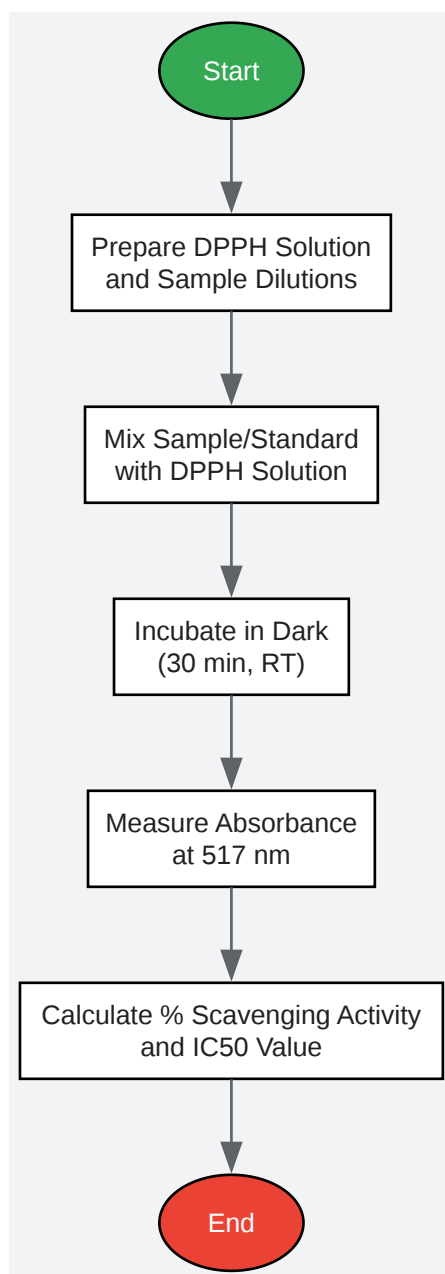 Start
Prepare DPPH Solution
and Sample Dilutions
Mix Sample/Standard
with DPPH Solution
Incubate in Dark
(30 min, RT)
Measure Absorbance
at 517 nm
Calculate % Scavenging Activity
and IC50 Value
End